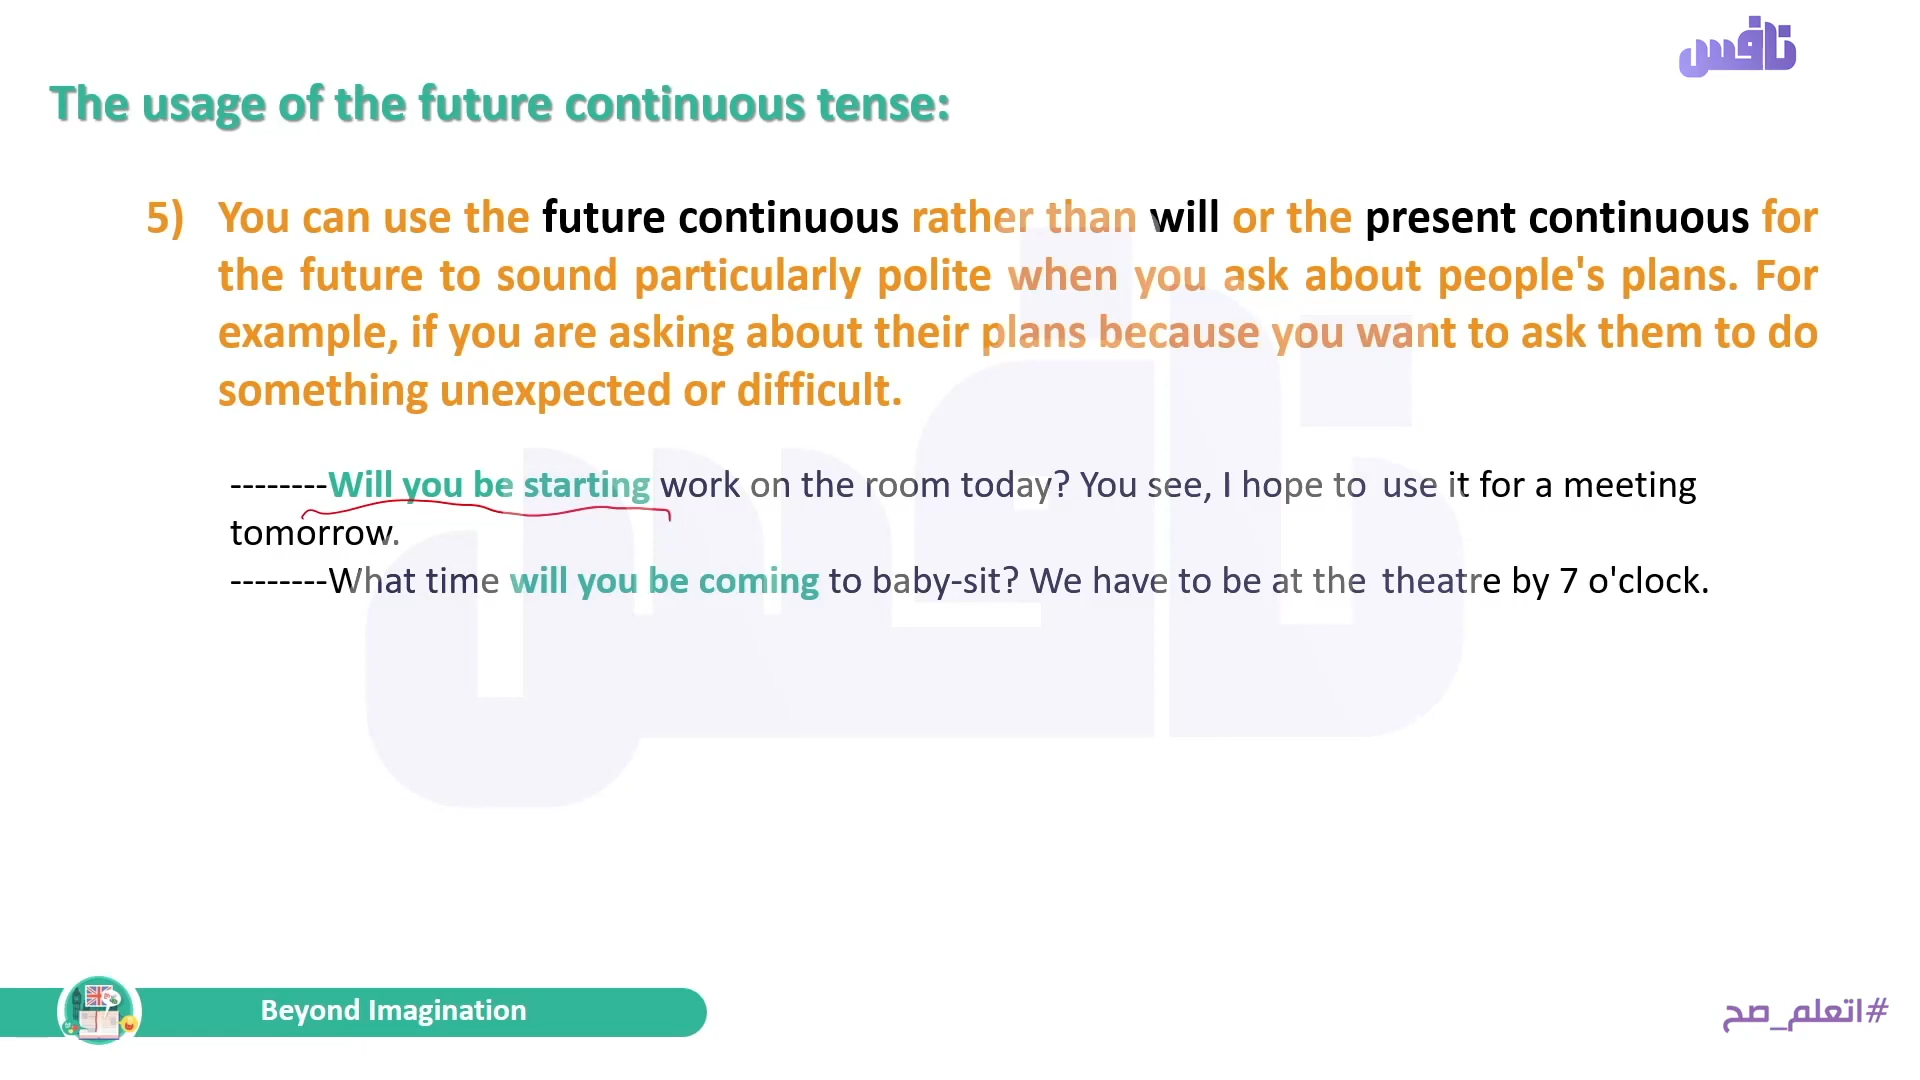 نافس
The usage of the future continuous tense:
5) You can use the future continuous rather than will or the present continuous for
the future to sound particularly polite when you ask about people's plans. For
example, if you are asking about their plans because you want to ask them to do
something unexpected or difficult.
--------Will you be starting work on the room today? You see, I hope to use it for a meeting
tomorrow.
--------What time will you be coming to baby-sit? We have to be at the theatre by 7 o'clock.
Beyond Imagination
#اتعلم_صح